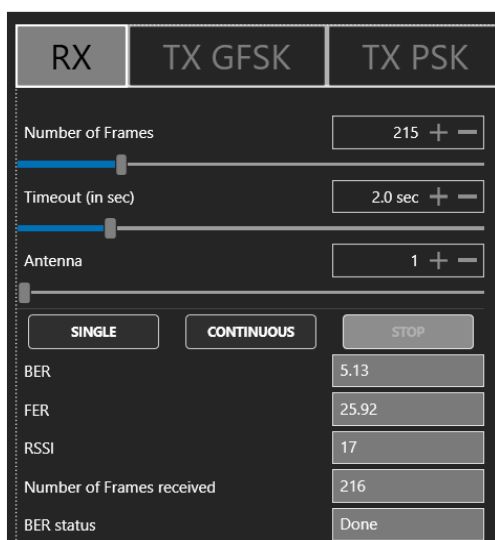 RX TX GFSK TX PSK
Number of Frames 215
Timeout (in sec) 2.0 sec
Antenna 1
SINGLE CONTINUOUS STOP
BER 5.13
FER 25.92
RSSI 17
Number of Frames received 216
BER status Done